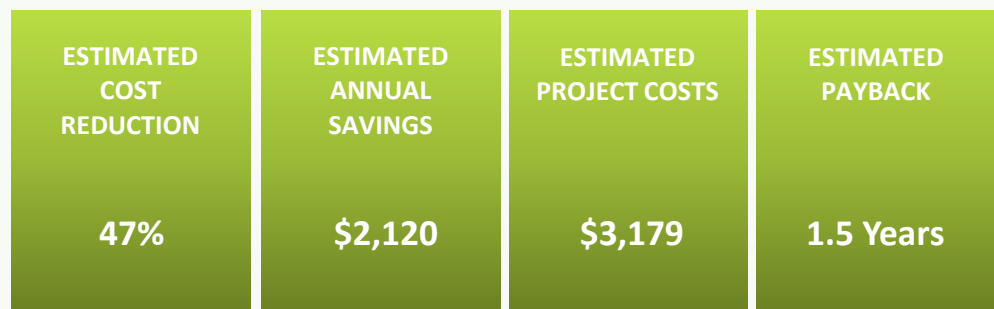 ESTIMATED
COST
REDUCTION
47%
ESTIMATED
ANNUAL
SAVINGS
$2,120
ESTIMATED
PROJECT COSTS
$3,179
ESTIMATED
PAYBACK
1.5 Years